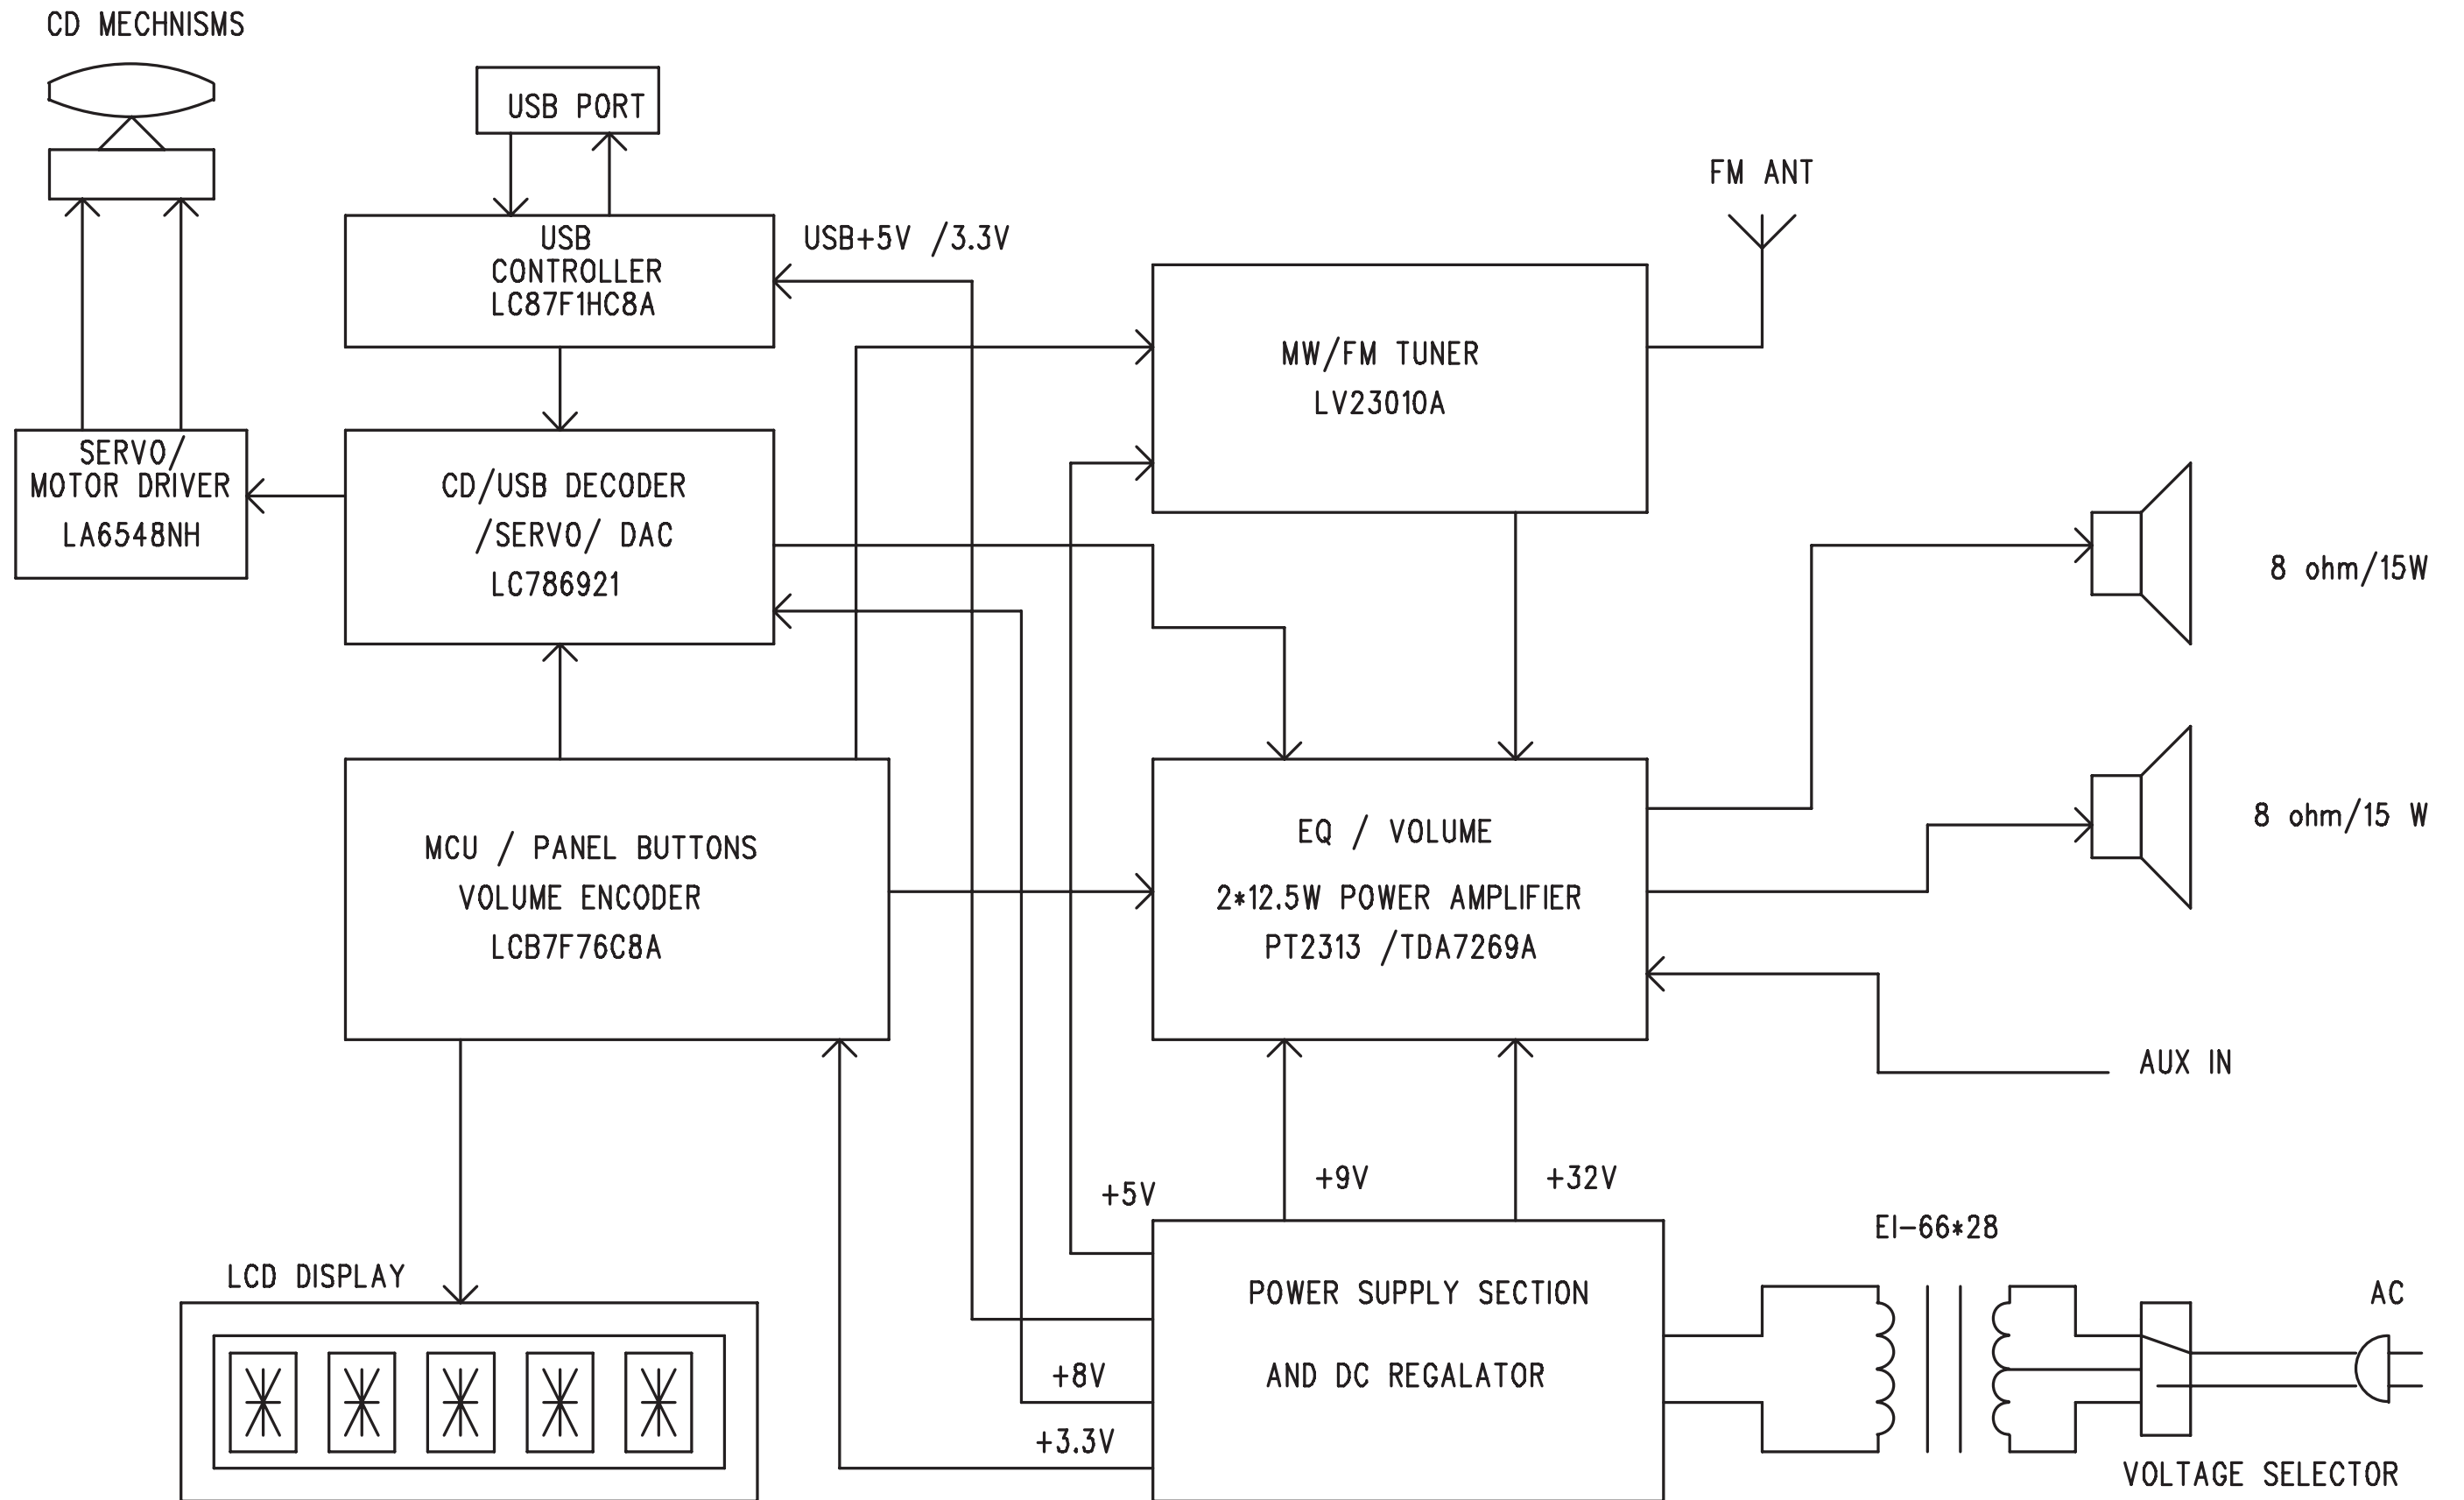 CD MECHNISMS
USB PORT
USB
CONTROLLER
LC87F1HC8A
USB+5V /3.3V
FM ANT
MW/FM TUNER
LV23010A
SERVO/
MOTOR DRIVER
LA6548NH
CD/USB DECODER
/SERVO/ DAC
LC786921
8 ohm/15W
8 ohm/15 W
MCU / PANEL BUTTONS
VOLUME ENCODER
LCB7F76C8A
EQ / VOLUME
2*12.5W POWER AMPLIFIER
PT2313 /TDA7269A
AUX IN
+5V
+9V
+32V
EI-66*28
LCD DISPLAY
POWER SUPPLY SECTION
AND DC REGALATOR
AC
+8V
+3.3V
VOLTAGE SELECTOR